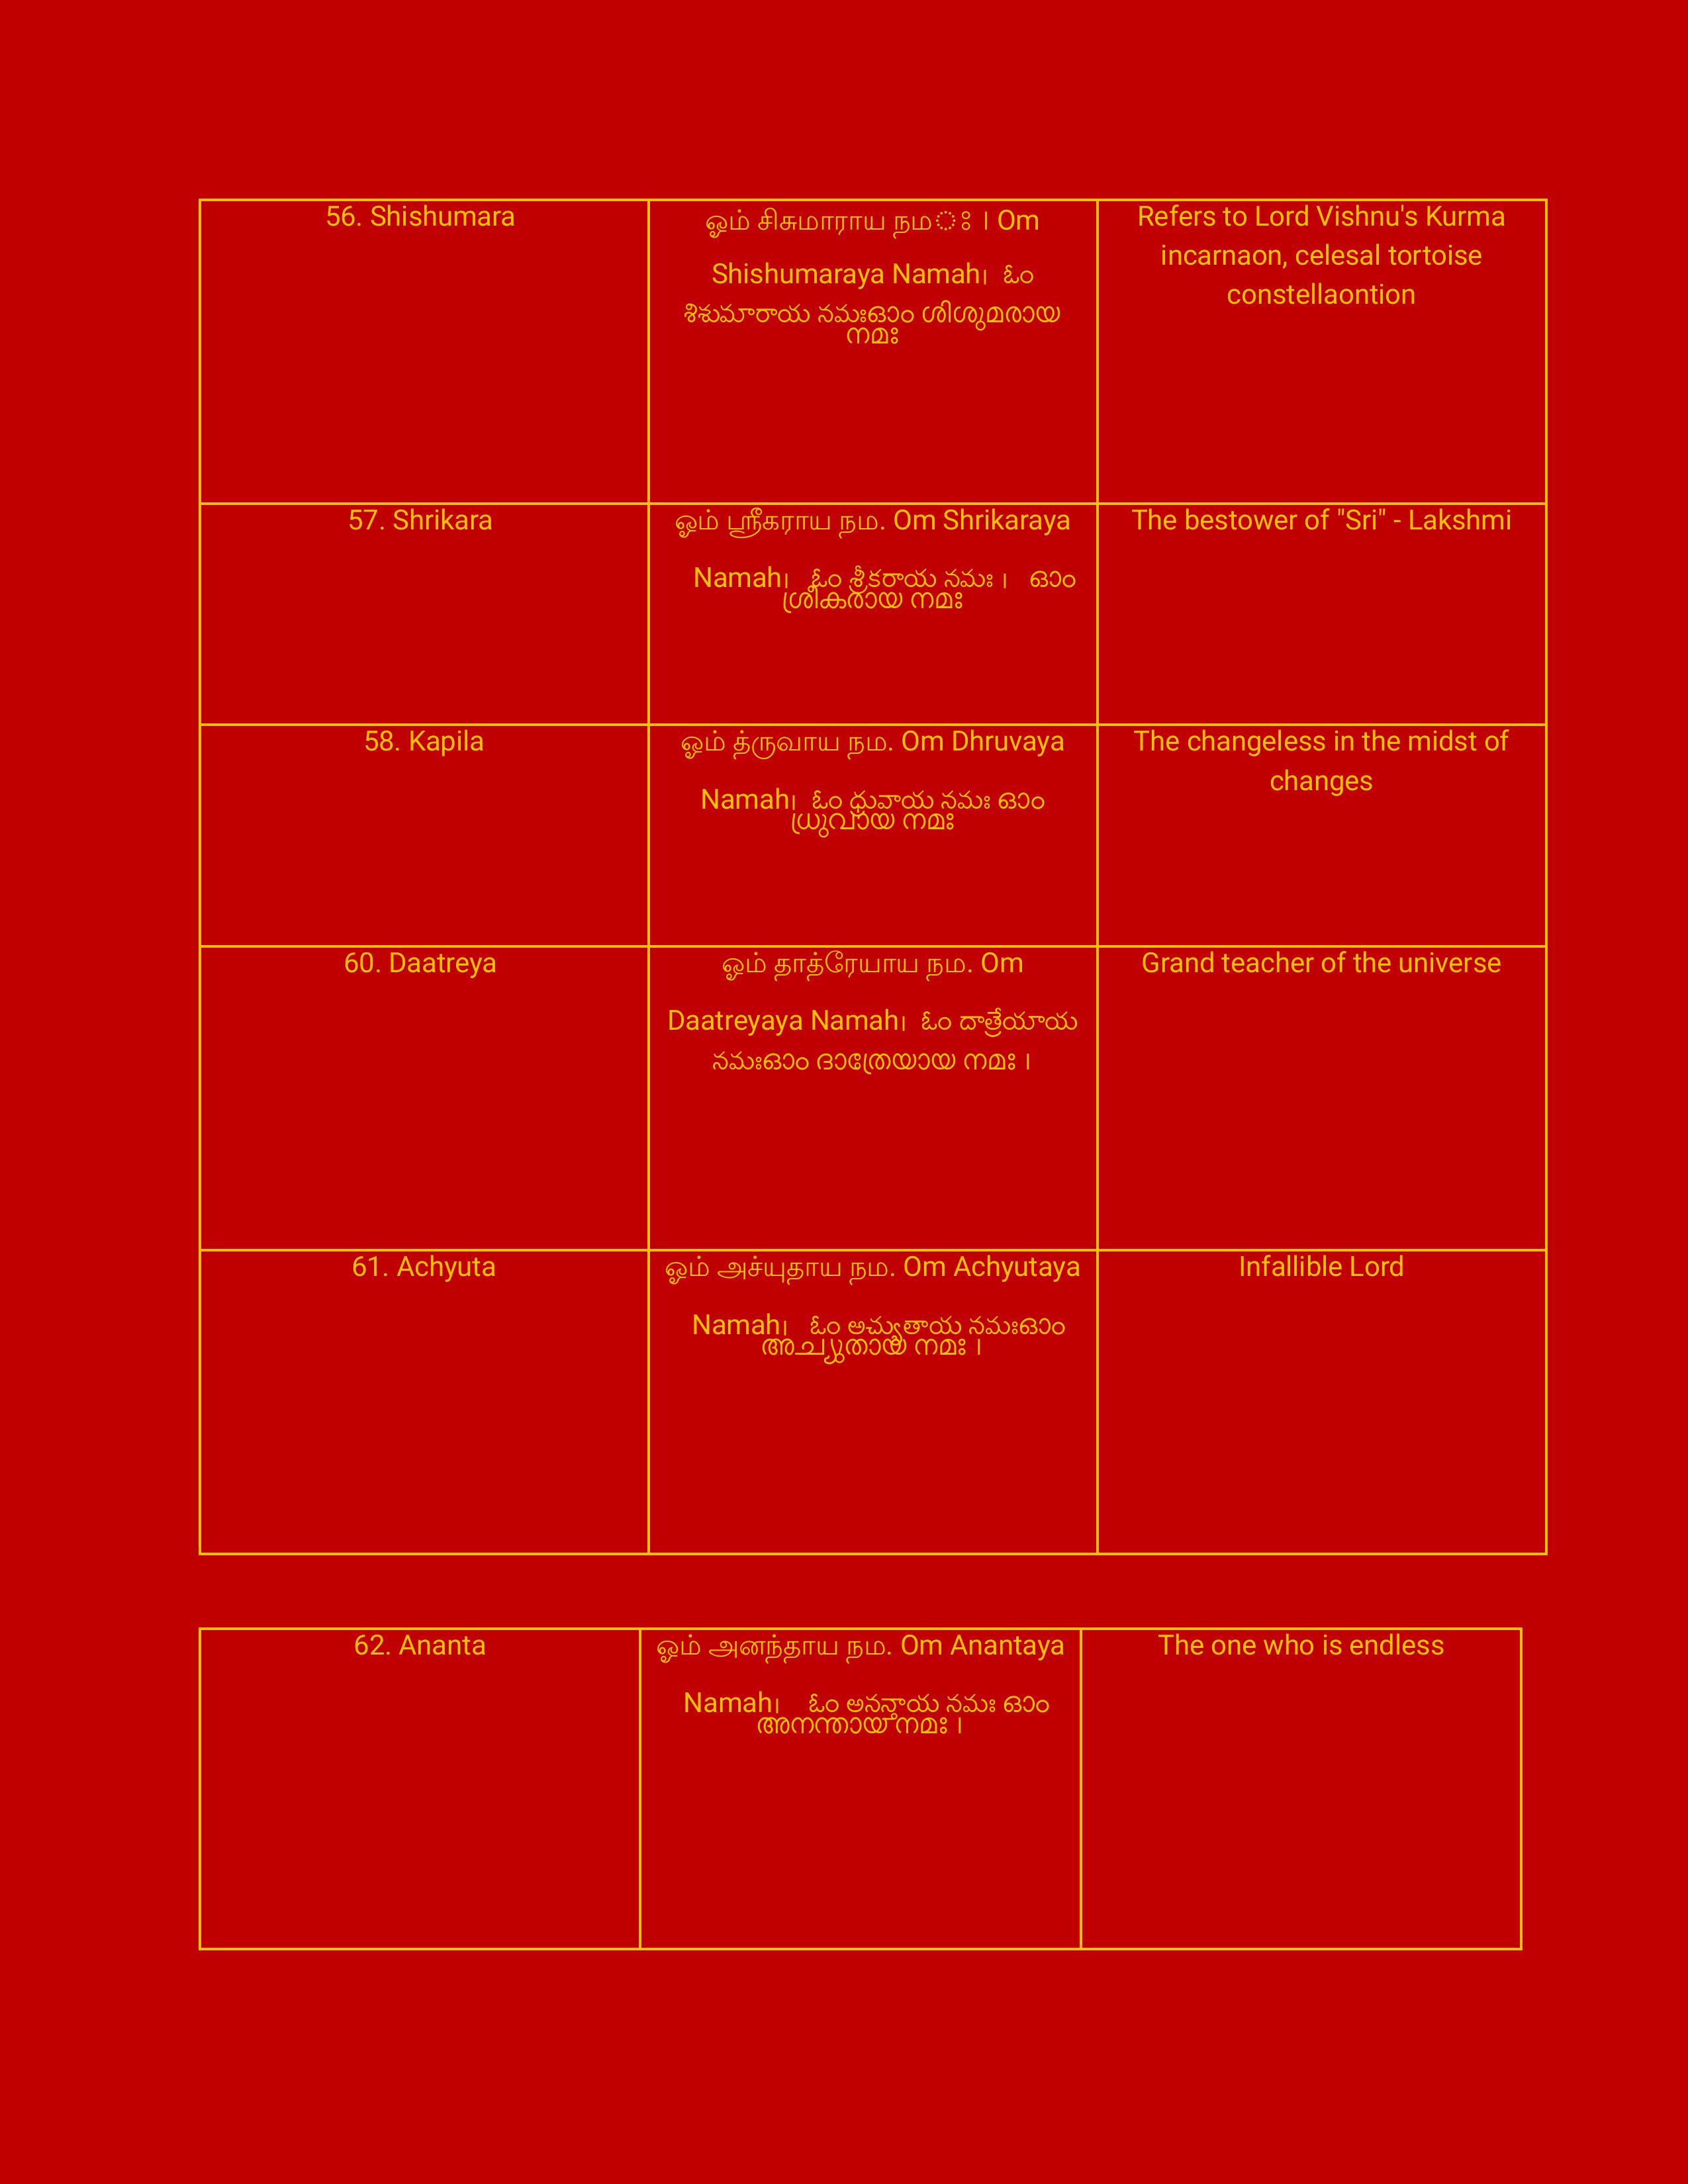 56. Shishumara
ஓம் சிசுமாராய நமஃ । Om
Shishumaraya Namah। ఓం
శిశుమారాయ నమఃഓം ശിശുമരായ
നമഃ
Refers to Lord Vishnu's Kurma
incarnaon, celesal tortoise
constellaontion
57. Shrikara
ஓம் ஸ்ரீகராய நம. Om Shrikaraya
Namah। ఓం శ్రీకరాయ నమః । ഓം
ശ്രീകരായ നമഃ
The bestower of "Sri" - Lakshmi
58. Kapila
ஓம் த்ருவாய நம. Om Dhruvaya
Namah। ఓం ధ్రువాయ నమః ഓം
ധ്രുവായ നമഃ
The changeless in the midst of
changes
60. Daatreya
ஓம் தாத்ரேயாய நம. Om
Daatreyaya Namah। ఓం దాత్రేయాయ
నమఃഓം ദാത്രേയായ നമഃ ।
Grand teacher of the universe
61. Achyuta
ஓம் அச்யுதாய நம. Om Achyutaya
Namah। ఓం అచ్యుతాయ నమఃഓം
അച്യുതായ നമഃ ।
Infallible Lord
62. Ananta
ஓம் அனந்தாய நம. Om Anantaya
Namah। ఓం అనన్తాయ నమః ഓം
അനന്തായ നമഃ ।
The one who is endless